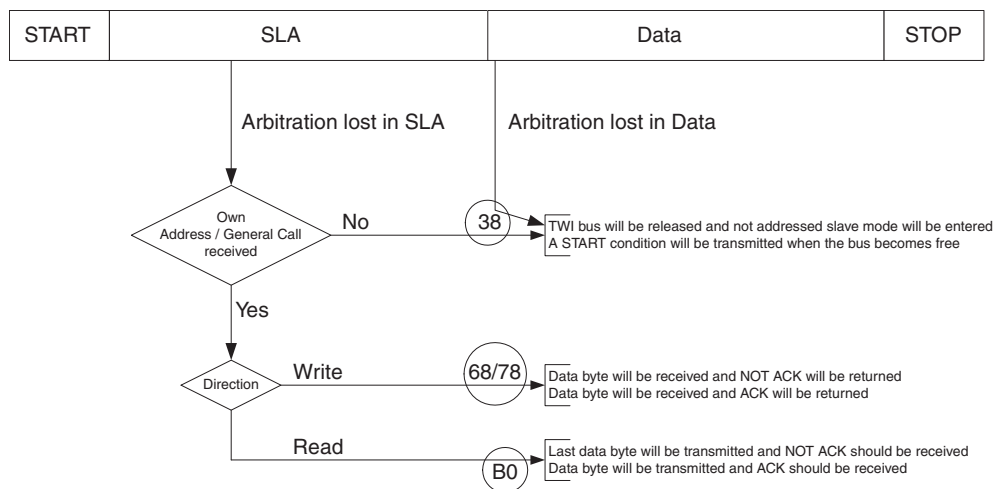 START SLA Data STOP
Arbitration lost in SLA Arbitration lost in Data
Own
Address / General Call
received
No
38
TWI bus will be released and not addressed slave mode will be entered
A START condition will be transmitted when the bus becomes free
Yes
Direction
Write
68/78
Data byte will be received and NOT ACK will be returned
Data byte will be received and ACK will be returned
Read
B0
Last data byte will be transmitted and NOT ACK should be received
Data byte will be transmitted and ACK should be received